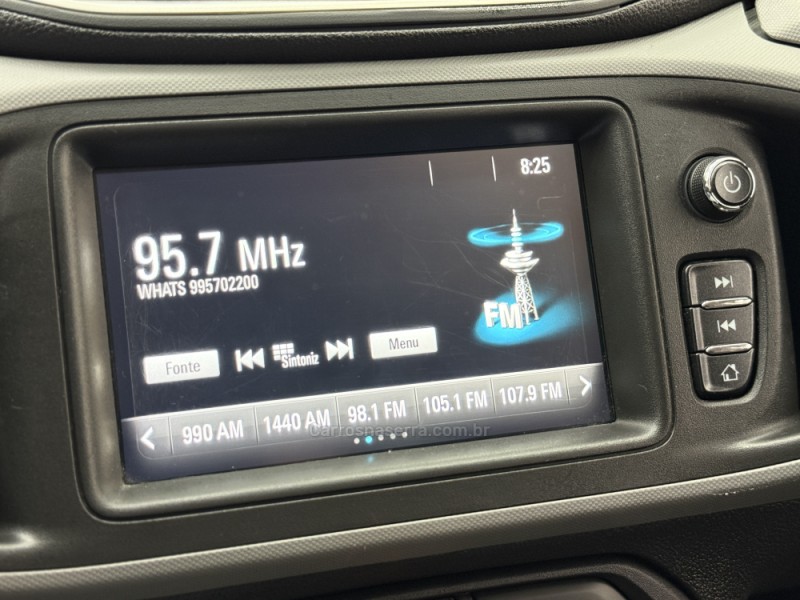 8:25
95.7 MHz
WHATS 995702200
FM
Fonte
Sintoniz
Menu
990 AM
1440 AM
98.1 FM
105.1 FM
107.9 FM
Carrosnaserra.com.br